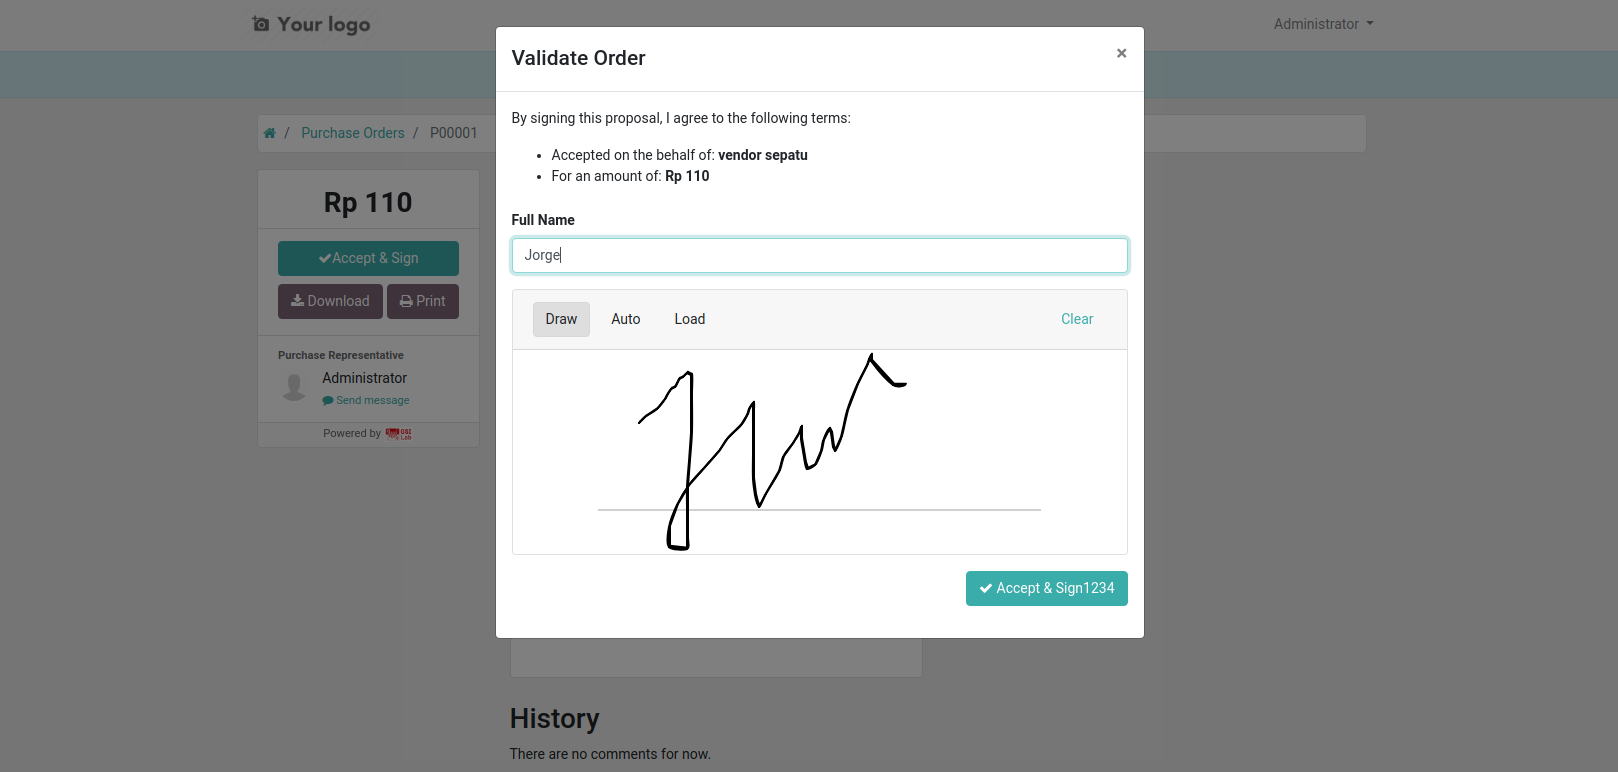 Your logo
Administrator
Validate Order
×
By signing this proposal, I agree to the following terms:
Accepted on the behalf of: vendor sepatu
For an amount of: Rp 110
Full Name
Jorge
Draw Auto Load Clear
Accept & Sign1234
/ Purchase Orders / P00001
Rp 110
Accept & Sign
Download Print
Purchase Representative
Administrator
Send message
Powered by
History
There are no comments for now.